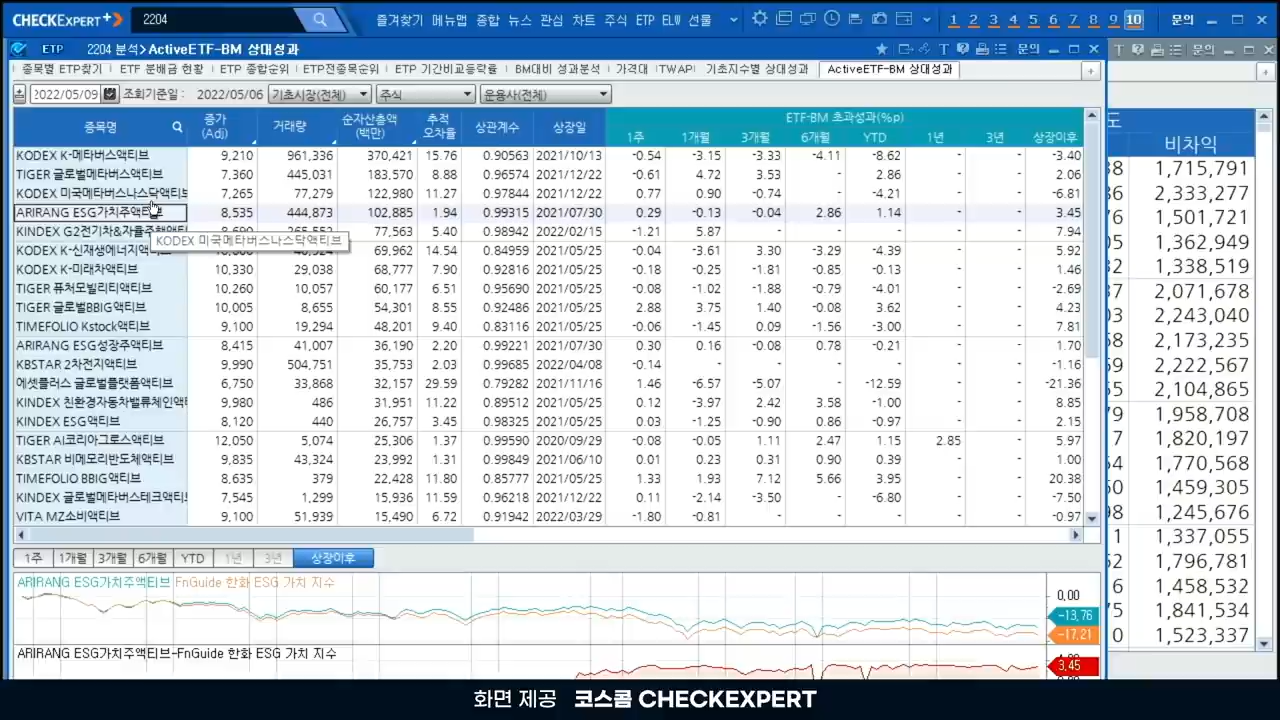 CHECKEXPERT+ 2204 즐겨찾기 메뉴맵 종합 뉴스 관심 차트 주식 ETP ELW 선물 1 2 3 4 5 6 7 8 9 10 문의
ETP 2204 분석>ActiveETF-BM 상대성과 문의
종목별 ETP찾기 ETF 분배금 현황 ETP 종합순위 ETP전종목순위 ETP 기간비교등락률 BM대비 성과분석 가격대 TWAP 기초지수별 상대성과 ActiveETF-BM 상대성과
2022/05/09 조회기준일 : 2022/05/06 기초시장(전체) 주식 운용사(전체)
종목명 종가 (Adj) 거래량 순자산총액 (백만) 추적 오차율 상관계수 상장일 ETF-BM 초과성과(%p)
1주 1개월 3개월 6개월 YTD 1년 3년 상장이후
KODEX K-메타버스액티브 9,210 961,336 370,421 15.76 0.90563 2021/10/13 -0.54 -3.15 -3.33 -4.11 -8.62 - - -3.40
TIGER 글로벌메타버스액티브 7,360 445,031 183,570 8.88 0.96574 2021/12/22 -0.61 4.72 3.53 - 2.86 - - 2.06
KODEX 미국메타버스나스닥액티브 7,265 77,279 122,980 11.27 0.97844 2021/12/22 0.77 0.90 -0.74 - -4.21 - - -6.81
ARIRANG ESG가치주액티브 8,535 444,873 102,885 1.94 0.99315 2021/07/30 0.29 -0.13 -0.04 2.86 1.14 - - 3.45
KINDEX G2전기차&자율주행액티 77,563 5.40 0.98942 2022/02/15 -1.21 5.87 - - - - - 7.94
KODEX 미국메타버스나스닥액티브
KODEX K-신재생에너지액티브 69,962 14.54 0.84959 2021/05/25 -0.04 -3.61 3.30 -3.29 -4.39 - - 5.92
KODEX K-미래차액티브 10,330 29,038 68,777 7.90 0.92816 2021/05/25 -0.18 -0.25 -1.81 -0.85 -0.13 - - 1.46
TIGER 퓨처모빌리티액티브 10,260 10,057 60,177 6.51 0.95690 2021/05/25 -0.08 -1.02 -1.88 -0.79 -4.01 - - -2.69
TIGER 글로벌BBIG액티브 10,005 8,655 54,301 8.55 0.92486 2021/05/25 2.88 3.75 1.40 -0.08 3.62 - - 4.23
TIMEFOLIO Kstock액티브 9,100 19,294 48,201 9.40 0.83116 2021/05/25 -0.06 -1.45 0.09 -1.56 -3.00 - - 7.81
ARIRANG ESG성장주액티브 8,415 41,007 36,190 2.20 0.99221 2021/07/30 0.30 0.16 -0.08 0.78 -0.21 - - 1.70
KBSTAR 2차전지액티브 9,990 504,751 35,753 2.03 0.99685 2022/04/08 -0.14 - - - - - - -1.16
에셋플러스 글로벌플랫폼액티브 6,750 33,868 32,157 29.59 0.79282 2021/11/16 1.46 -6.57 -5.07 - -12.59 - - -21.36
KINDEX 친환경자동차밸류체인액티 9,980 486 31,951 11.22 0.89512 2021/05/25 0.12 -3.97 2.42 3.58 -1.00 - - 8.85
KINDEX ESG액티브 8,120 440 26,757 3.45 0.98325 2021/05/25 0.03 -1.25 -0.90 0.86 -0.97 - - 2.15
TIGER AI코리아그로스액티브 12,050 5,074 25,306 1.37 0.99590 2020/09/29 -0.08 -0.05 1.11 2.47 1.15 2.85 - 5.97
KBSTAR 비메모리반도체액티브 9,835 43,324 23,992 1.31 0.99849 2021/06/10 0.01 0.23 0.31 0.90 0.39 - - 1.00
TIMEFOLIO BBIG액티브 8,635 379 22,428 11.80 0.85777 2021/05/25 1.33 1.93 7.12 5.66 3.95 - - 20.38
KINDEX 글로벌메타버스테크액티브 7,545 1,299 15,936 11.59 0.96218 2021/12/22 0.11 -2.14 -3.50 - -6.80 - - -7.50
VITA MZ소비액티브 9,100 51,939 15,490 6.72 0.91942 2022/03/29 -1.80 -0.81 - - - - - -0.97
1주 1개월 3개월 6개월 YTD 1년 3년 상장이후
ARIRANG ESG가치주액티브 FnGuide 한화 ESG 가치 지수
0.00
-13.76
-17.21
ARIRANG ESG가치주액티브-FnGuide 한화 ESG 가치 지수
3.45
문의
도
비차익
38 1,715,791
36 2,333,277
76 1,501,721
05 1,362,949
32 1,338,519
37 2,071,678
03 2,243,040
58 2,173,235
59 2,222,567
55 2,104,865
79 1,958,708
7 1,820,197
54 1,770,568
50 1,459,305
98 1,245,676
1 1,337,055
52 1,796,781
6 1,458,532
75 1,841,534
0 1,523,337
화면 제공 코스콤 CHECKEXPERT